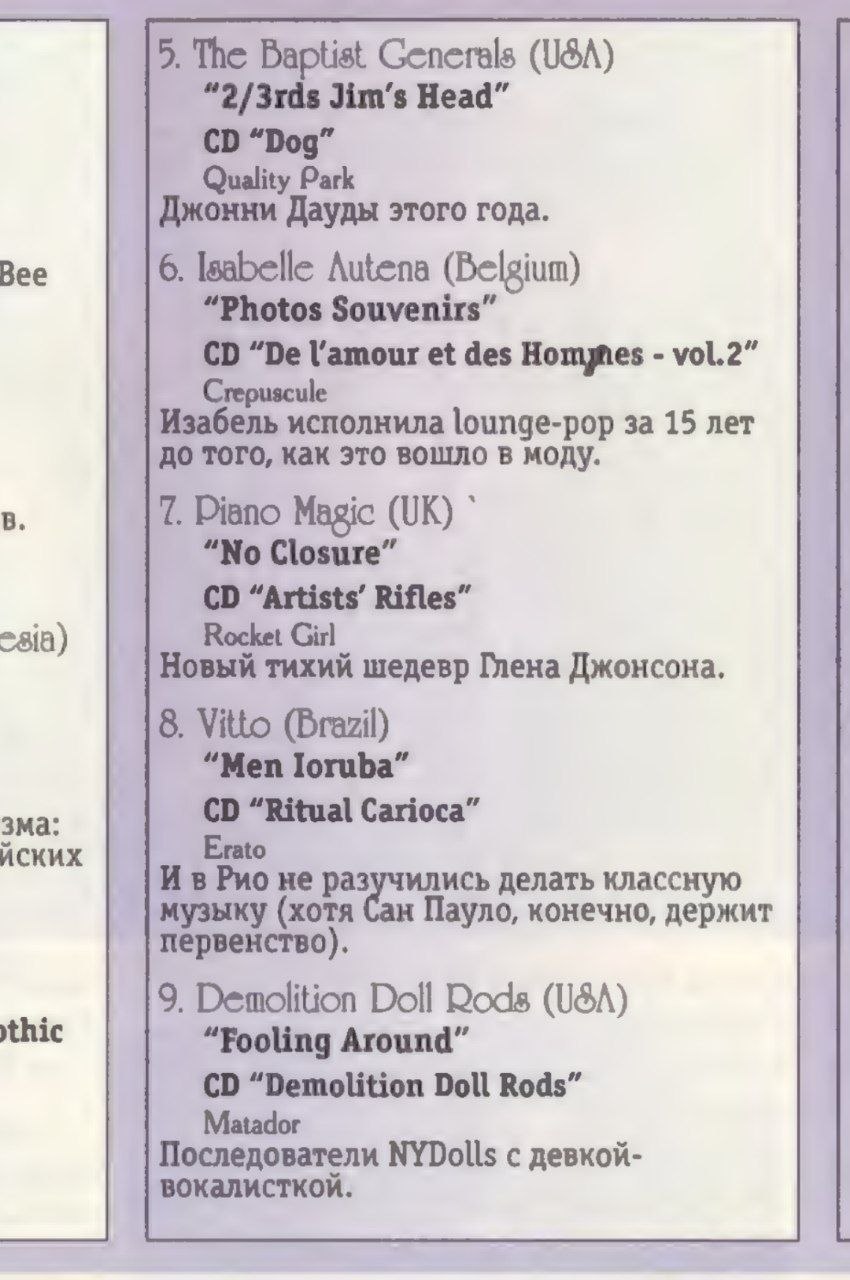 Bee
в.
esia)
зма:
йских
othic
5. The Baptist Generals (USA)
"2/3rds Jim's Head"
CD "Dog"
Quality Park
Джонни Дауды этого года.
6. Isabelle Autena (Belgium)
"Photos Souvenirs"
CD "De l'amour et des Hommes - vol.2"
Crepuscule
Изабель исполнила lounge-pop за 15 лет
до того, как это вошло в моду.
7. Piano Magic (UK)
"No Closure"
CD "Artists' Rifles"
Rocket Girl
Новый тихий шедевр Глена Джонсона.
8. Vitto (Brazil)
"Men Ioruba"
CD "Ritual Carioca"
Erato
И в Рио не разучились делать классную
музыку (хотя Сан Пауло, конечно, держит
первенство).
9. Demolition Doll Rods (USA)
"Fooling Around"
CD "Demolition Doll Rods"
Matador
Последователи NYDolls с девкой-
вокалисткой.